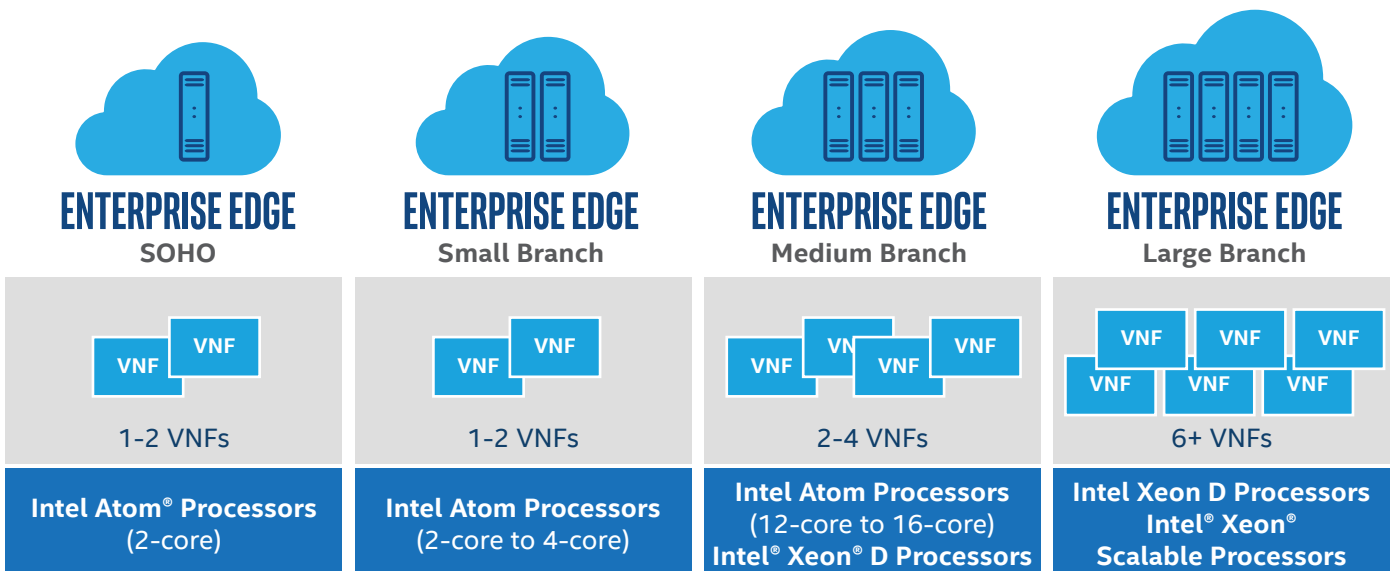 ENTERPRISE EDGE
SOHO
VNF
VNF
1-2 VNFs
Intel Atom® Processors
(2-core)
ENTERPRISE EDGE
Small Branch
VNF
VNF
1-2 VNFs
Intel Atom Processors
(2-core to 4-core)
ENTERPRISE EDGE
Medium Branch
VNF
VN
VNF
VNF
2-4 VNFs
Intel Atom Processors
(12-core to 16-core)
Intel® Xeon® D Processors
ENTERPRISE EDGE
Large Branch
VNF
VNF
VNF
VNF
VNF
VNF
6+ VNFs
Intel Xeon D Processors
Intel® Xeon®
Scalable Processors